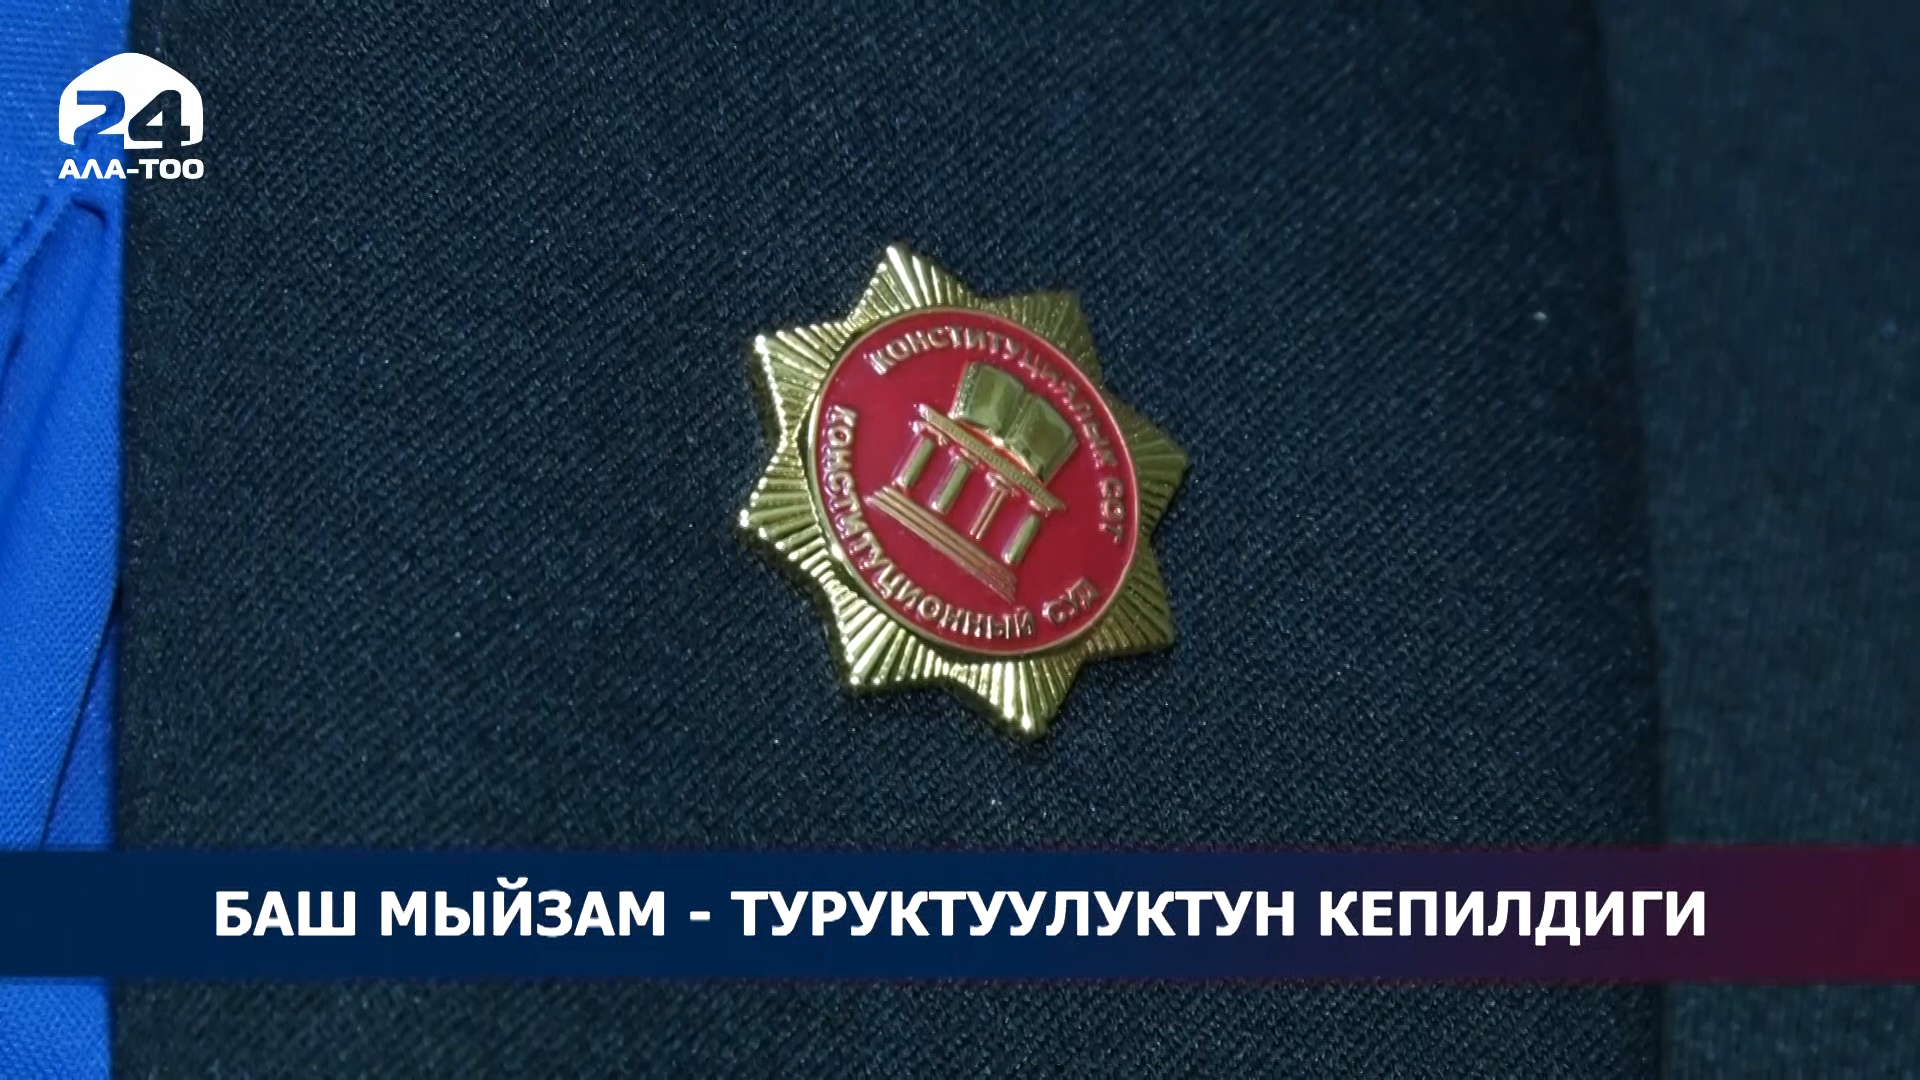 24
АЛА-ТОО
КОНСТИТУЦИЯЛЫК СОТ
КОНСТИТУЦИОННЫЙ СУД
БАШ МЫЙЗАМ - ТУРУКТУУЛУКТУН КЕПИЛДИГИ